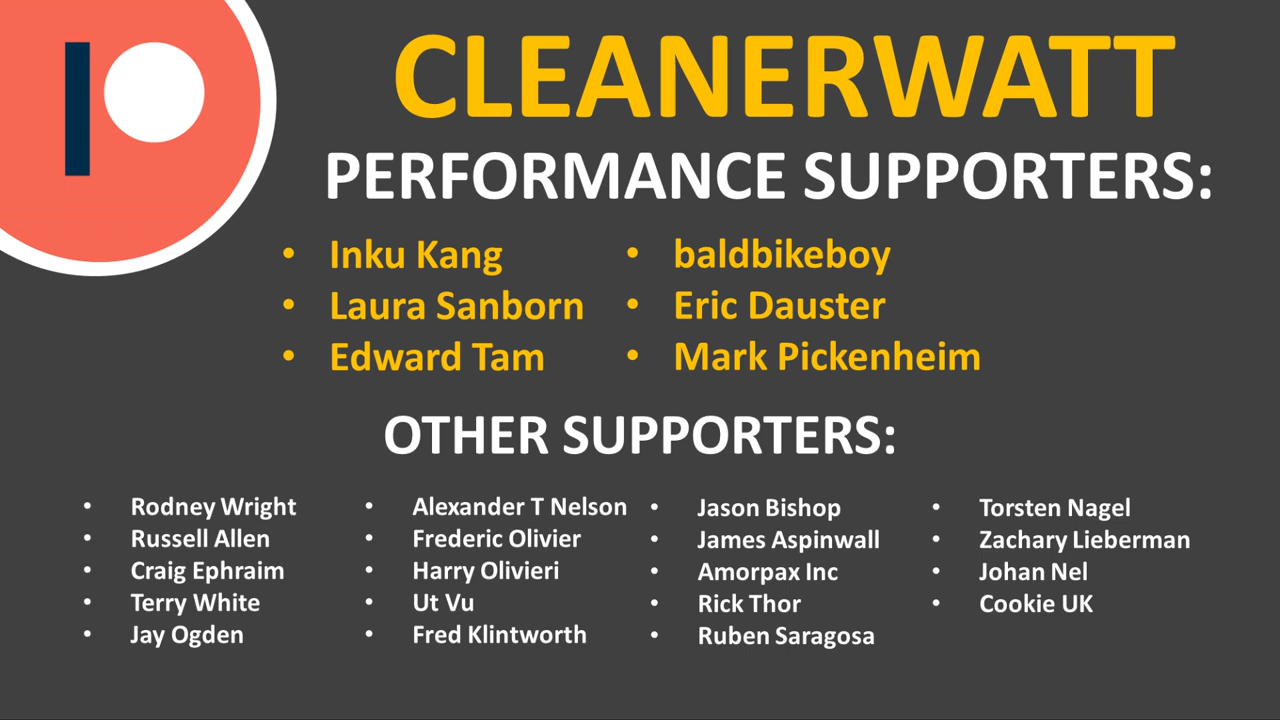 CLEANERWATT
PERFORMANCE SUPPORTERS:
• Inku Kang
• Laura Sanborn
• Edward Tam
• baldbikeboy
• Eric Dauster
• Mark Pickenheim
OTHER SUPPORTERS:
• Rodney Wright
• Russell Allen
• Craig Ephraim
• Terry White
• Jay Ogden
• Alexander T Nelson
• Frederic Olivier
• Harry Olivieri
• Ut Vu
• Fred Klintworth
• Jason Bishop
• James Aspinwall
• Amorpax Inc
• Rick Thor
• Ruben Saragosa
• Torsten Nagel
• Zachary Lieberman
• Johan Nel
• Cookie UK